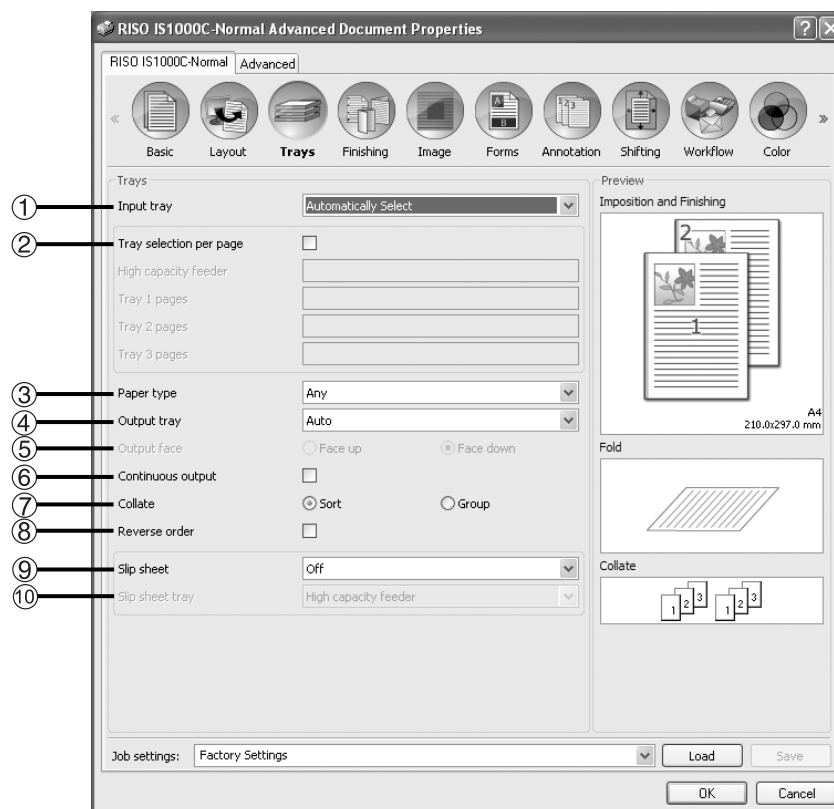 RISO IS1000C-Normal Advanced Document Properties
RISO IS1000C-Normal Advanced
Basic Layout Trays Finishing Image Forms Annotation Shifting Workflow Color
Trays
① Input tray Automatically Select
② Tray selection per page
High capacity feeder
Tray 1 pages
Tray 2 pages
Tray 3 pages
③ Paper type Any
④ Output tray Auto
⑤ Output face Face up Face down
⑥ Continuous output
⑦ Collate Sort Group
⑧ Reverse order
⑨ Slip sheet Off
⑩ Slip sheet tray High capacity feeder
Preview
Imposition and Finishing
2
1
A4
210.0x297.0 mm
Fold
Collate
1 2 3 1 2 3
Job settings: Factory Settings Load Save
OK Cancel